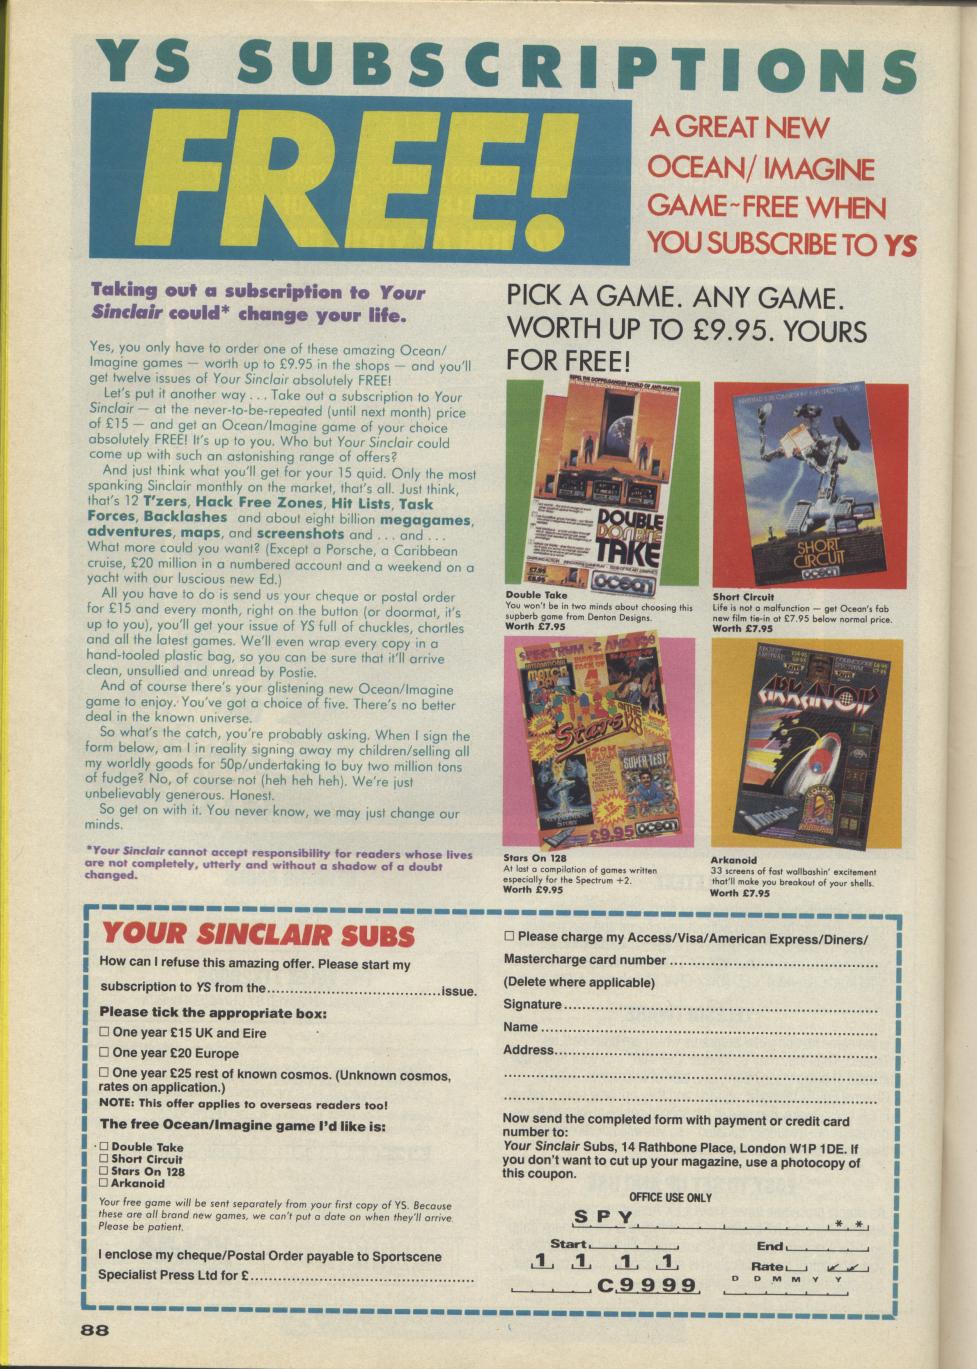 YS SUBSCRIPTIONS
FREE!
A GREAT NEW
OCEAN/ IMAGINE
GAME~FREE WHEN
YOU SUBSCRIBE TO YS
Taking out a subscription to Your
Sinclair could* change your life.
Yes, you only have to order one of these amazing Ocean/
Imagine games — worth up to £9.95 in the shops — and you'll
get twelve issues of Your Sinclair absolutely FREE!
Let's put it another way . . . Take out a subscription to Your
Sinclair — at the never-to-be-repeated (until next month) price
of £15 — and get an Ocean/Imagine game of your choice
absolutely FREE! It's up to you. Who but Your Sinclair could
come up with such an astonishing range of offers?
And just think what you'll get for your 15 quid. Only the most
spanking Sinclair monthly on the market, that's all. Just think,
that's 12 T'zers, Hack Free Zones, Hit Lists, Task
Forces, Backlashes and about eight billion megagames,
adventures, maps, and screenshots and . . . and . . .
What more could you want? (Except a Porsche, a Caribbean
cruise, £20 million in a numbered account and a weekend on a
yacht with our luscious new Ed.)
All you have to do is send us your cheque or postal order
for £15 and every month, right on the button (or doormat, it's
up to you), you'll get your issue of YS full of chuckles, chortles
and all the latest games. We'll even wrap every copy in a
hand-tooled plastic bag, so you can be sure that it'll arrive
clean, unsullied and unread by Postie.
And of course there's your glistening new Ocean/Imagine
game to enjoy. You've got a choice of five. There's no better
deal in the known universe.
So what's the catch, you're probably asking. When I sign the
form below, am I in reality signing away my children/selling all
my worldly goods for 50p/undertaking to buy two million tons
of fudge? No, of course not (heh heh heh). We're just
unbelievably generous. Honest.
So get on with it. You never know, we may just change our
minds.
*Your Sinclair cannot accept responsibility for readers whose lives
are not completely, utterly and without a shadow of a doubt
changed.
PICK A GAME. ANY GAME.
WORTH UP TO £9.95. YOURS
FOR FREE!
DOUBLE
TAKE
£7.95
£8.95
ocean
Double Take
You won't be in two minds about choosing this
supberb game from Denton Designs.
Worth £7.95
SHORT
CIRCUIT
ocean
Short Circuit
Life is not a malfunction — get Ocean's fab
new film tie-in at £7.95 below normal price.
Worth £7.95
SPECTRUM +2 AND 128
Stars
ON THE
128
SUPER TEST
£9.95 ocean
Stars On 128
At last a compilation of games written
especially for the Spectrum +2.
Worth £9.95
ARKANOID
Imagine
Arkanoid
33 screens of fast wallbashin' excitement
that'll make you breakout of your shells.
Worth £7.95
YOUR SINCLAIR SUBS
How can I refuse this amazing offer. Please start my
subscription to YS from the...................................issue.
Please tick the appropriate box:
☐ One year £15 UK and Eire
☐ One year £20 Europe
☐ One year £25 rest of known cosmos. (Unknown cosmos,
rates on application.)
NOTE: This offer applies to overseas readers too!
The free Ocean/Imagine game I'd like is:
☐ Double Take
☐ Short Circuit
☐ Stars On 128
☐ Arkanoid
Your free game will be sent separately from your first copy of YS. Because
these are all brand new games, we can't put a date on when they'll arrive.
Please be patient.
I enclose my cheque/Postal Order payable to Sportscene
Specialist Press Ltd for £.............................................
☐ Please charge my Access/Visa/American Express/Diners/
Mastercharge card number ..........................................
(Delete where applicable)
Signature ..............................................................
Name ...................................................................
Address.................................................................
Now send the completed form with payment or credit card
number to:
Your Sinclair Subs, 14 Rathbone Place, London W1P 1DE. If
you don't want to cut up your magazine, use a photocopy of
this coupon.
OFFICE USE ONLY
S P Y * *
Start End
1 1 1 1 Rate ✓ ✓
D D M M Y Y
C 9 9 9 9
88